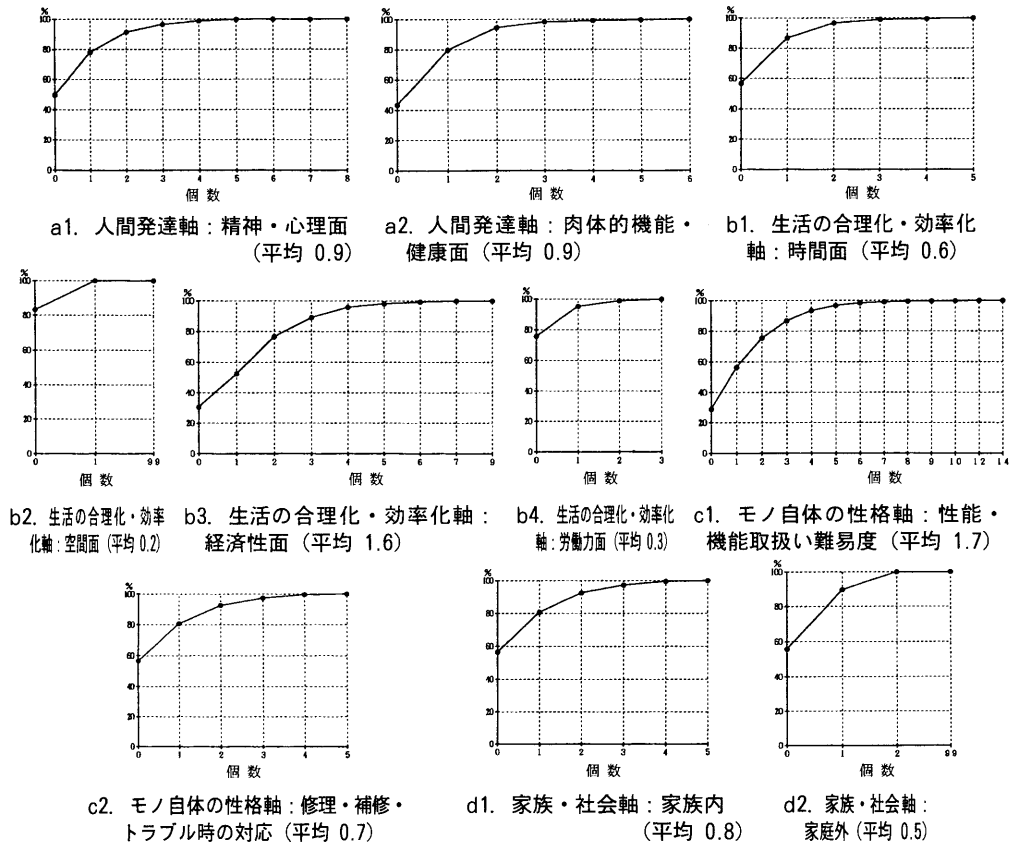 %
100
80
60
40
20
0
0 1 2 3 4 5 6 7 8
個 数
a1. 人間発達軸:精神・心理面
(平均 0.9)
%
100
80
60
40
20
0
0 1 2 3 4 5 6
個 数
a2. 人間発達軸:肉体的機能・
健康面(平均 0.9)
%
100
80
60
40
20
0
0 1 2 3 4 5
個 数
b1. 生活の合理化・効率化
軸:時間面(平均 0.6)
%
100
80
60
40
20
0
0 1 99
個 数
b2. 生活の合理化・効率
化軸:空間面(平均 0.2)
%
100
80
60
40
20
0
0 1 2 3 4 5 6 7 9
個 数
b3. 生活の合理化・効率化軸:
経済性面(平均 1.6)
%
100
80
60
40
20
0
0 1 2 3
個 数
b4. 生活の合理化・効率化
軸:労働力面(平均 0.3)
%
100
80
60
40
20
0
0 1 2 3 4 5 6 7 8 9 10 12 14
個 数
c1. モノ自体の性格軸:性能・
機能取扱い難易度(平均 1.7)
%
100
80
60
40
20
0
0 1 2 3 4 5
個 数
c2. モノ自体の性格軸:修理・補修・
トラブル時の対応(平均 0.7)
%
100
80
60
40
20
0
0 1 2 3 4 5
個 数
d1. 家族・社会軸:家族内
(平均 0.8)
%
100
80
60
40
20
0
0 1 2 99
個 数
d2. 家族・社会軸:
家庭外(平均 0.5)